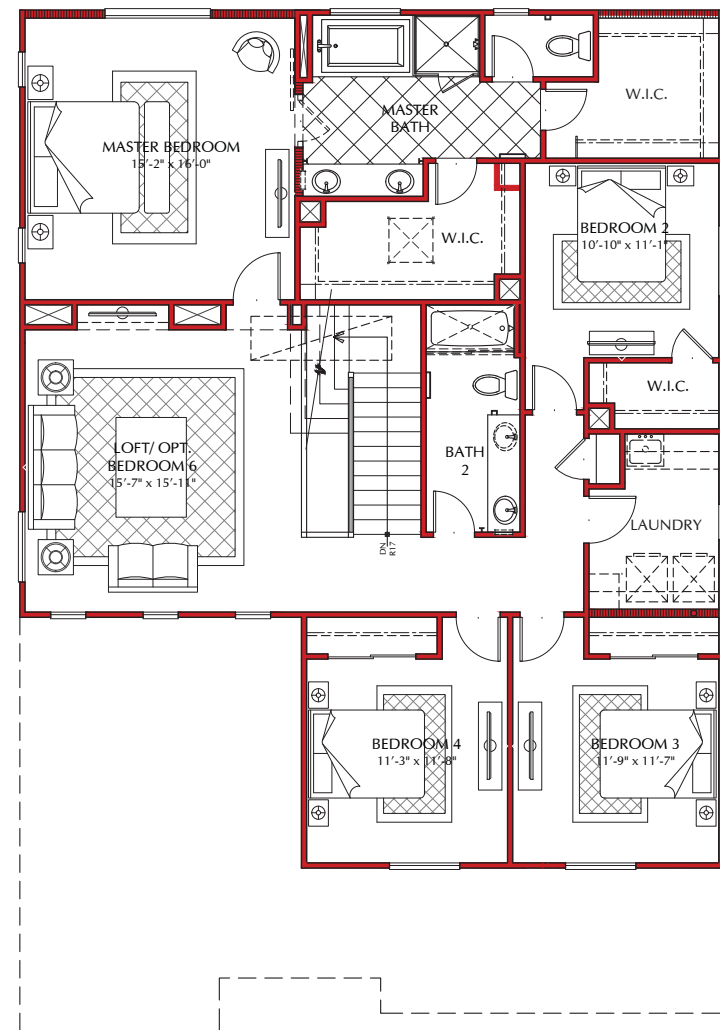 MASTER BEDROOM
15'-2" x 16'-0"
MASTER
BATH
W.I.C.
W.I.C.
BEDROOM 2
10'-10" x 11'-1"
W.I.C.
LOFT/ OPT.
BEDROOM 6
15'-7" x 15'-11"
BATH
2
DN
R17
LAUNDRY
BEDROOM 4
11'-3" x 11'-8"
BEDROOM 3
11'-9" x 11'-7"